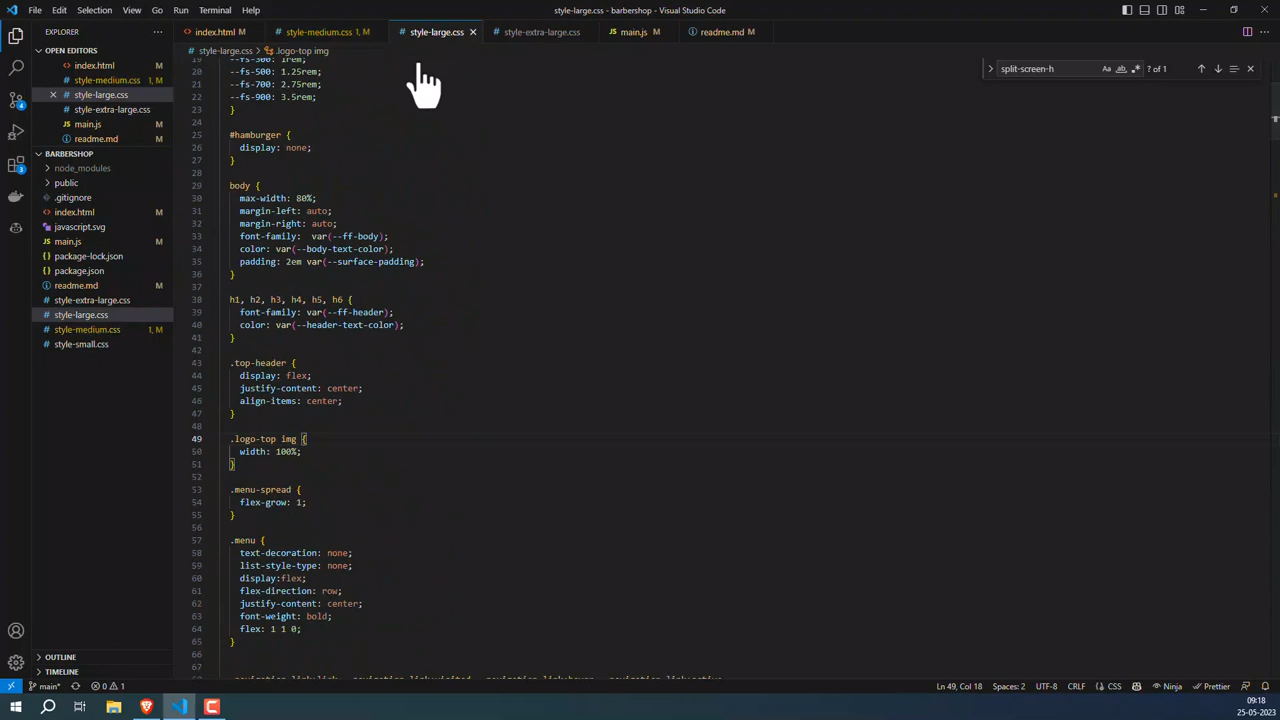 File Edit Selection View Go Run Terminal Help
style-large.css - barbershop - Visual Studio Code
EXPLORER
index.html M
style-medium.css 1, M
style-large.css
style-extra-large.css
main.js M
readme.md M
style-large.css > .logo-top img
OPEN EDITORS
index.html M
style-medium.css 1, M
style-large.css
style-extra-large.css
main.js M
readme.md M
BARBERSHOP
node_modules
public
.gitignore
index.html M
javascript.svg
main.js M
package-lock.json
package.json
readme.md M
style-extra-large.css
style-large.css
style-medium.css 1, M
style-small.css
OUTLINE
TIMELINE
4
3
split-screen-h Aa ab .* ? of 1
19 --fs-300: 1rem;
20 --fs-500: 1.25rem;
21 --fs-700: 2.75rem;
22 --fs-900: 3.5rem;
23 }
24
25 #hamburger {
26 display: none;
27 }
28
29 body {
30 max-width: 80%;
31 margin-left: auto;
32 margin-right: auto;
33 font-family: var(--ff-body);
34 color: var(--body-text-color);
35 padding: 2em var(--surface-padding);
36 }
37
38 h1, h2, h3, h4, h5, h6 {
39 font-family: var(--ff-header);
40 color: var(--header-text-color);
41 }
42
43 .top-header {
44 display: flex;
45 justify-content: center;
46 align-items: center;
47 }
48
49 .logo-top img {
50 width: 100%;
51 }
52
53 .menu-spread {
54 flex-grow: 1;
55 }
56
57 .menu {
58 text-decoration: none;
59 list-style-type: none;
60 display:flex;
61 flex-direction: row;
62 justify-content: center;
63 font-weight: bold;
64 flex: 1 1 0;
65 }
66
67
main* 0 1
Ln 49, Col 18 Spaces: 2 UTF-8 CRLF CSS Ninja Prettier
09:18
25-05-2023